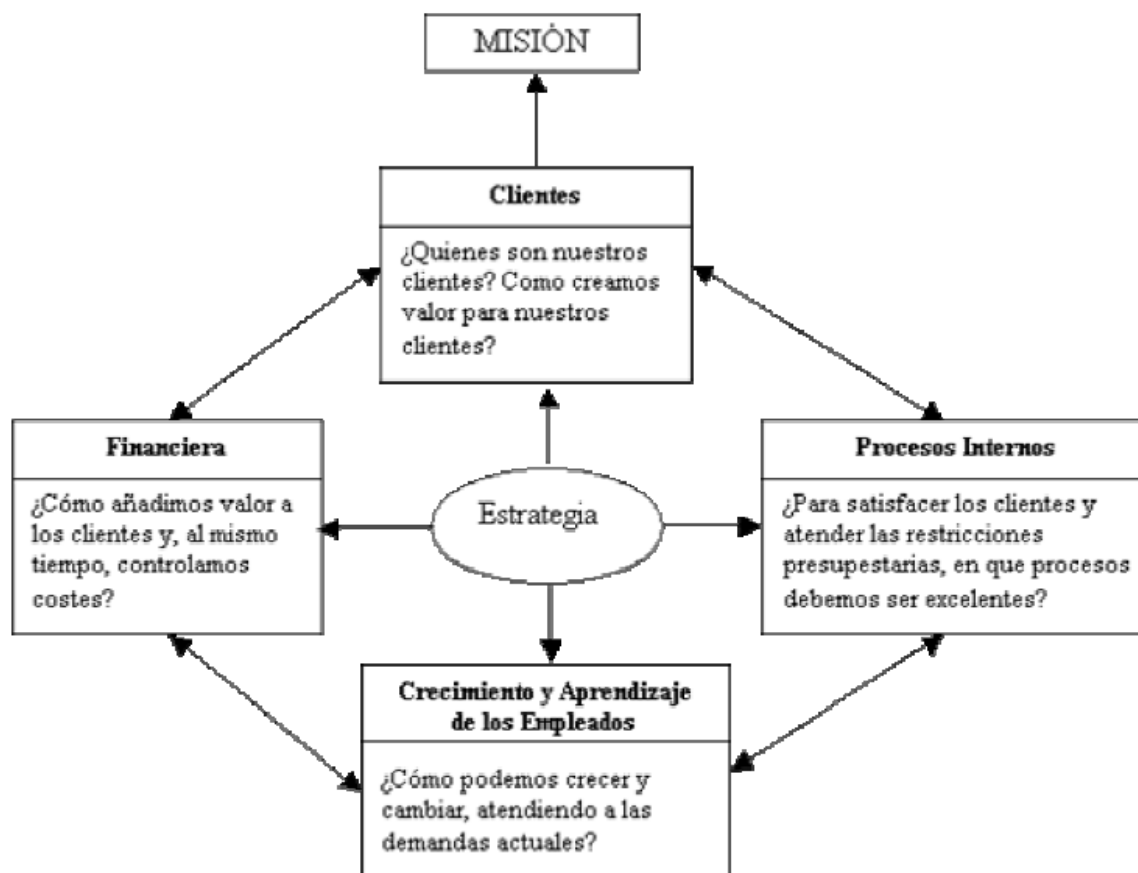 MISIÓN
Clientes
¿Quienes son nuestros
clientes? Como creamos
valor para nuestros
clientes?
Financiera
¿Cómo añadimos valor a
los clientes y, al mismo
tiempo, controlamos
costes?
Estrategia
Procesos Internos
¿Para satisfacer los clientes y
atender las restricciones
presupestarias, en que procesos
debemos ser excelentes?
Crecimiento y Aprendizaje
de los Empleados
¿Cómo podemos crecer y
cambiar, atendiendo a las
demandas actuales?